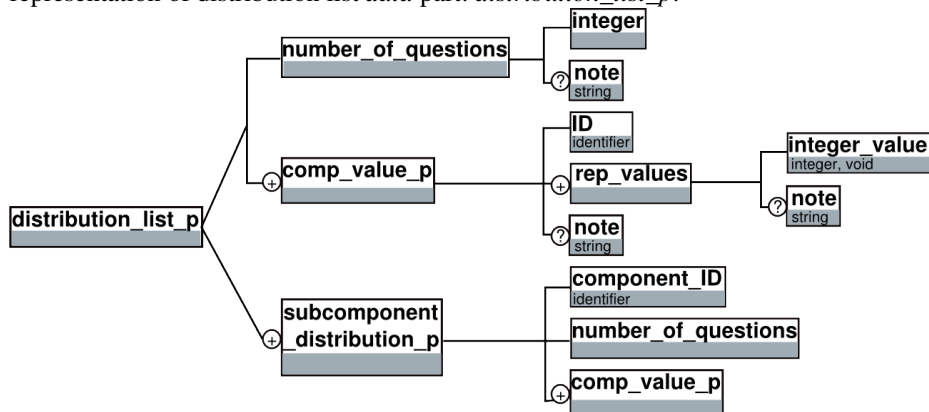 representation of distribution list data part: distribution_list_p.
number_of_questions
integer
note
string
comp_value_p
ID
identifier
rep_values
integer_value
integer, void
note
string
note
string
distribution_list_p
subcomponent
_distribution_p
component_ID
identifier
number_of_questions
comp_value_p
?
+
+
?
?
+
+